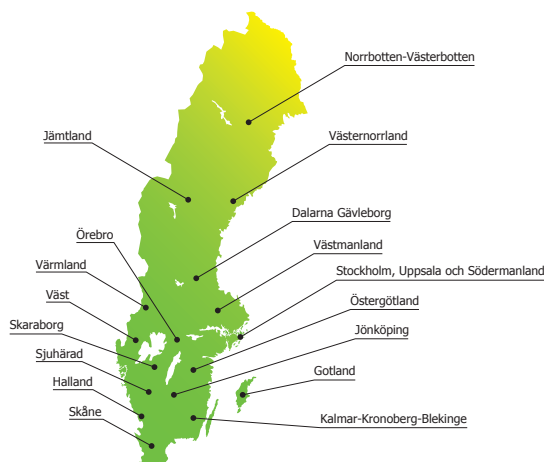 Norrbotten-Västerbotten
Jämtland
Västernorrland
Dalarna Gävleborg
Örebro
Västmanland
Värmland
Stockholm, Uppsala och Södermanland
Väst
Östergötland
Skaraborg
Jönköping
Sjuhärad
Gotland
Halland
Skåne
Kalmar-Kronoberg-Blekinge